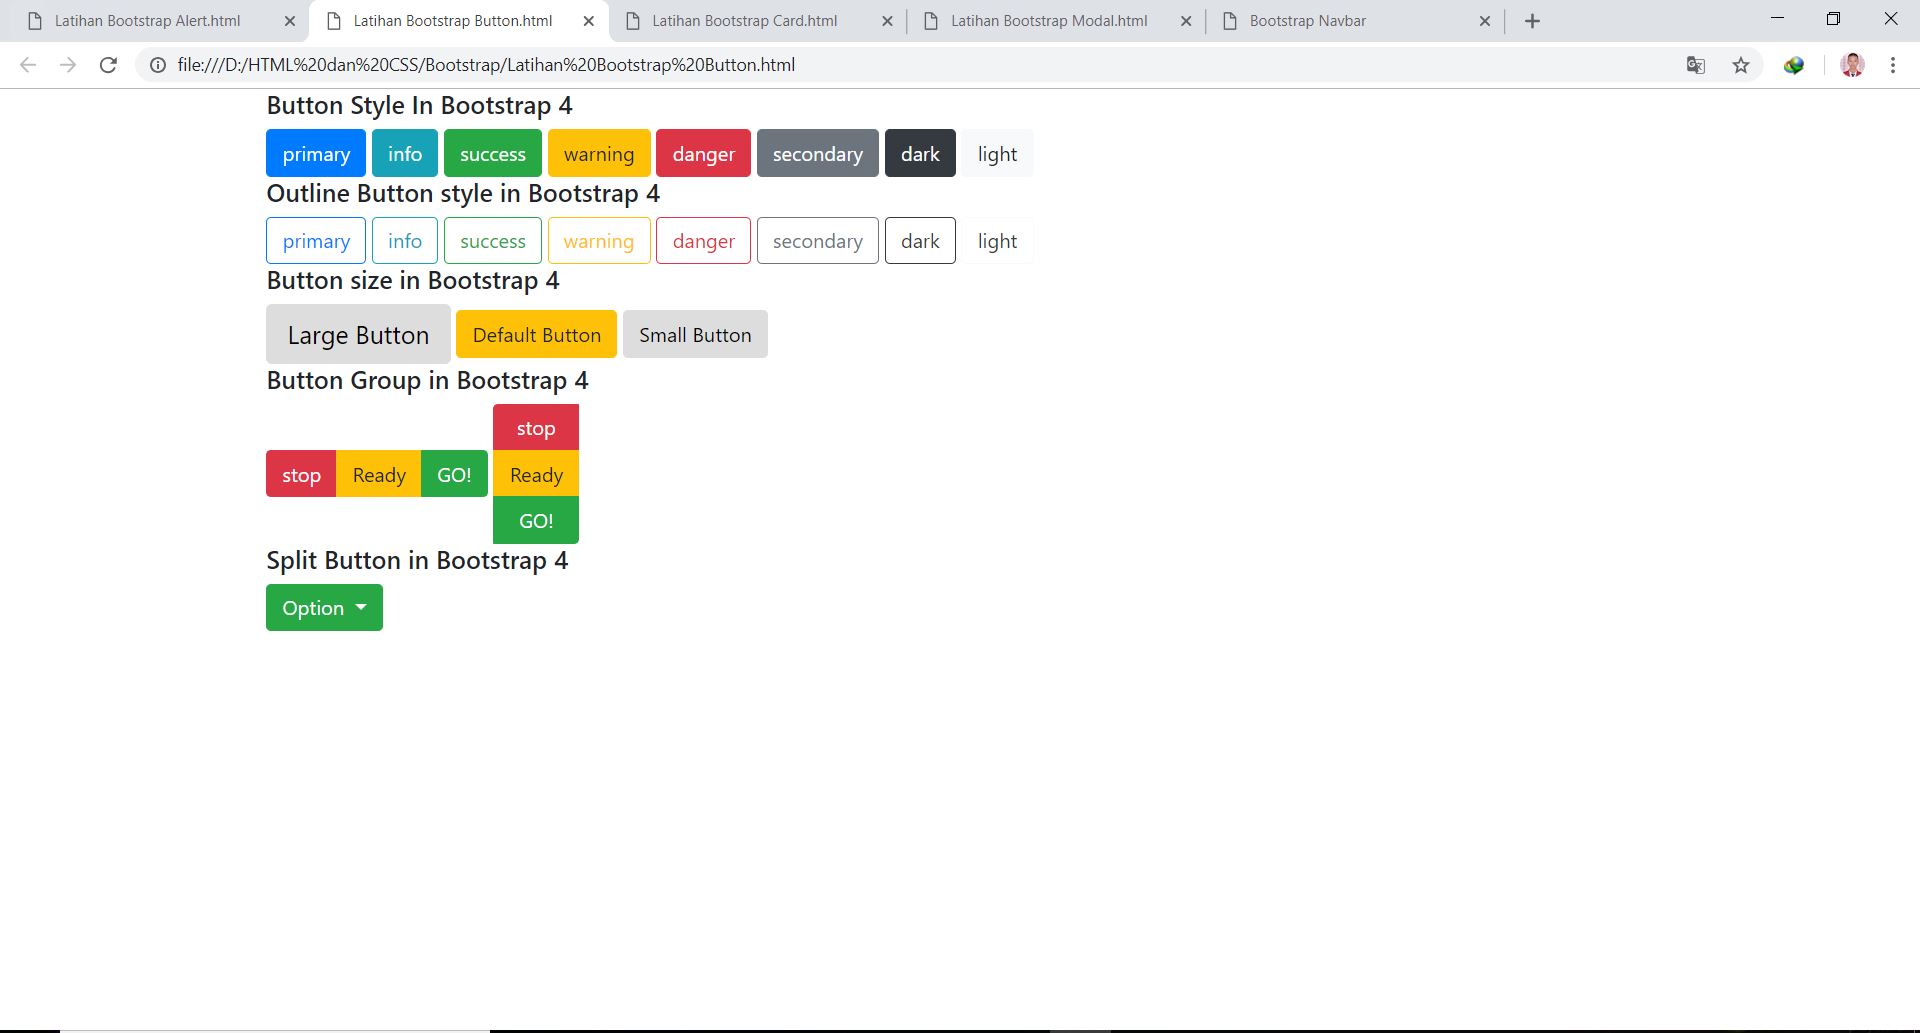 Latihan Bootstrap Alert.html Latihan Bootstrap Button.html Latihan Bootstrap Card.html Latihan Bootstrap Modal.html Bootstrap Navbar
file:///D:/HTML%20dan%20CSS/Bootstrap/Latihan%20Bootstrap%20Button.html
Button Style In Bootstrap 4
primary info success warning danger secondary dark light
Outline Button style in Bootstrap 4
primary info success warning danger secondary dark light
Button size in Bootstrap 4
Large Button Default Button Small Button
Button Group in Bootstrap 4
stop
stop Ready GO! Ready
GO!
Split Button in Bootstrap 4
Option